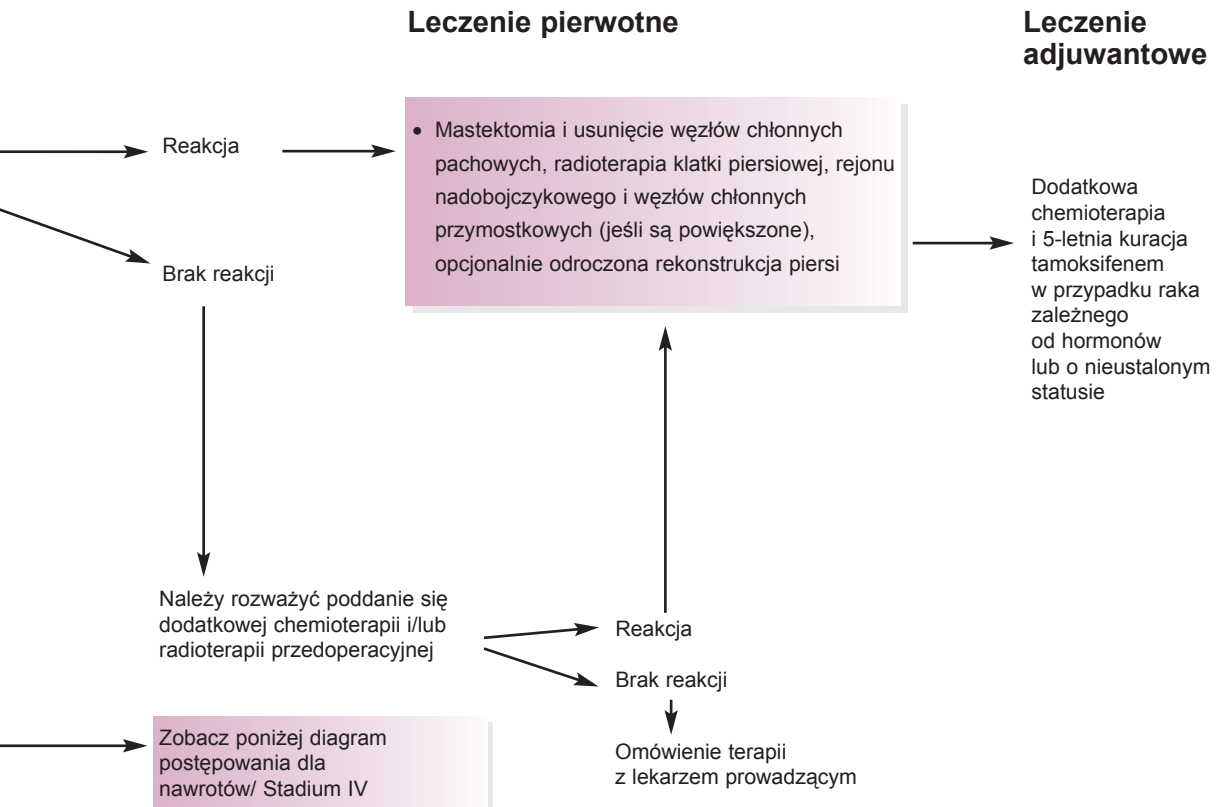 Leczenie pierwotne
Leczenie
adjuwantowe
Reakcja
• Mastektomia i usunięcie węzłów chłonnych
pachowych, radioterapia klatki piersiowej, rejonu
nadobojczykowego i węzłów chłonnych
przymostkowych (jeśli są powiększone),
opcjonalnie odroczona rekonstrukcja piersi
Dodatkowa
chemioterapia
i 5-letnia kuracja
tamoksifenem
w przypadku raka
zależnego
od hormonów
lub o nieustalonym
statusie
Brak reakcji
Należy rozważyć poddanie się
dodatkowej chemioterapii i/lub
radioterapii przedoperacyjnej
Reakcja
Brak reakcji
Omówienie terapii
z lekarzem prowadzącym
Zobacz poniżej diagram
postępowania dla
nawrotów/ Stadium IV